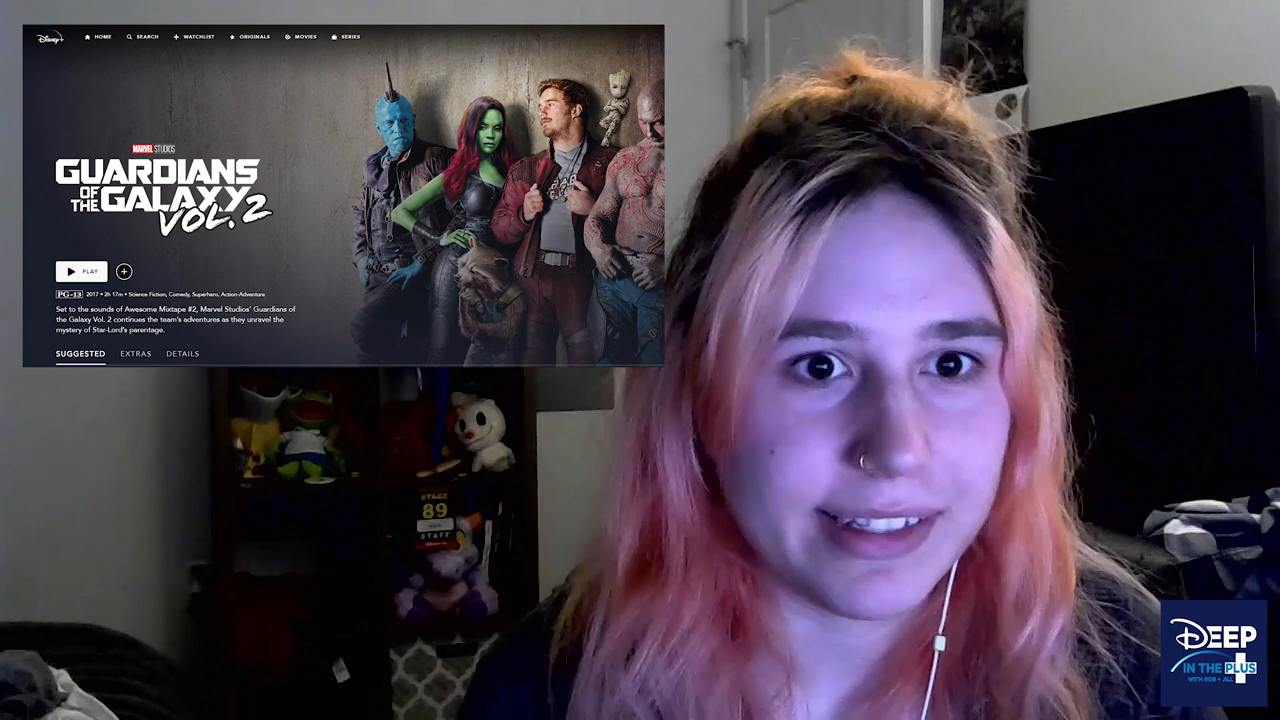 Disney+ HOME SEARCH WATCHLIST ORIGINALS MOVIES SERIES
MARVEL STUDIOS
GUARDIANS
OF THE GALAXY
VOL. 2
PLAY
PG-13 2017 • 2h 17m • Science Fiction, Comedy, Superhero, Action-Adventure
Set to the sounds of Awesome Mixtape #2, Marvel Studios' Guardians of
the Galaxy Vol. 2 continues the team's adventures as they unravel the
mystery of Star-Lord's parentage.
SUGGESTED EXTRAS DETAILS
STAGE
89
STAFF
DEEP
IN THE PLUS
WITH ROB + JILL